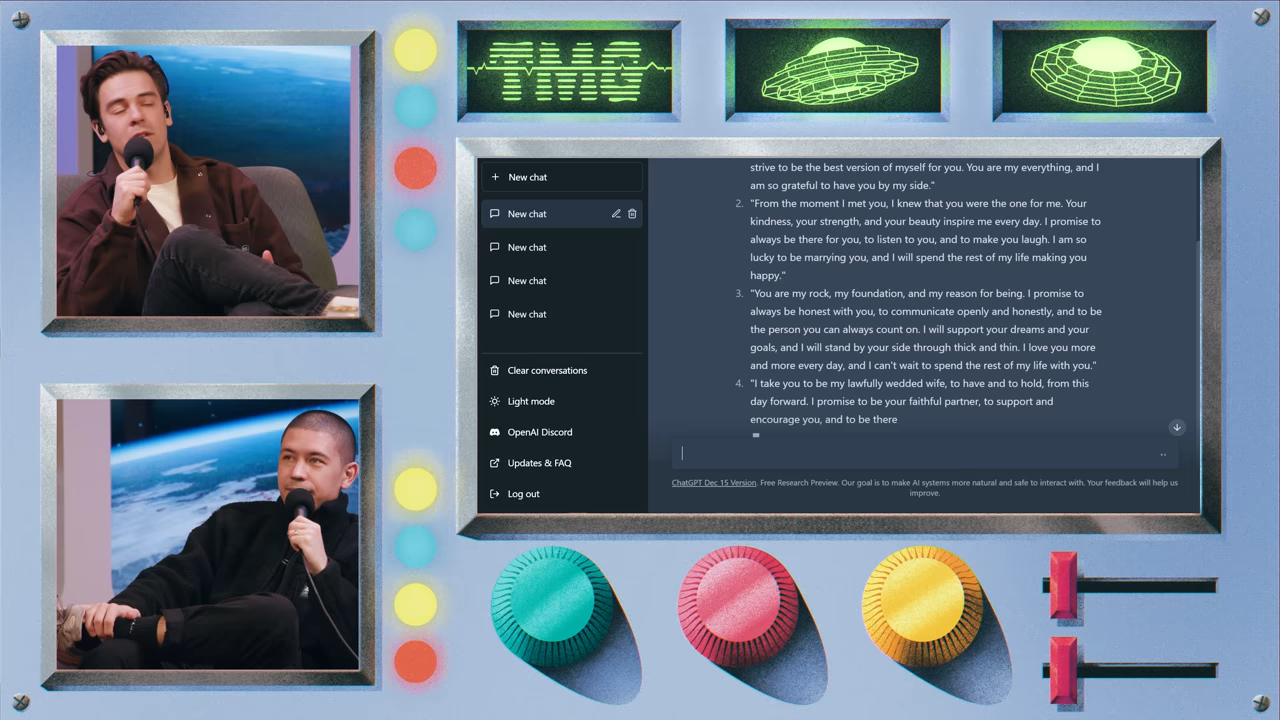 TMG
New chat
New chat
New chat
New chat
New chat
Clear conversations
Light mode
OpenAI Discord
Updates & FAQ
Log out
strive to be the best version of myself for you. You are my everything, and I
am so grateful to have you by my side."
2. "From the moment I met you, I knew that you were the one for me. Your
kindness, your strength, and your beauty inspire me every day. I promise to
always be there for you, to listen to you, and to make you laugh. I am so
lucky to be marrying you, and I will spend the rest of my life making you
happy."
3. "You are my rock, my foundation, and my reason for being. I promise to
always be honest with you, to communicate openly and honestly, and to be
the person you can always count on. I will support your dreams and your
goals, and I will stand by your side through thick and thin. I love you more
and more every day, and I can't wait to spend the rest of my life with you."
4. "I take you to be my lawfully wedded wife, to have and to hold, from this
day forward. I promise to be your faithful partner, to support and
encourage you, and to be there
ChatGPT Dec 15 Version. Free Research Preview. Our goal is to make AI systems more natural and safe to interact with. Your feedback will help us
improve.